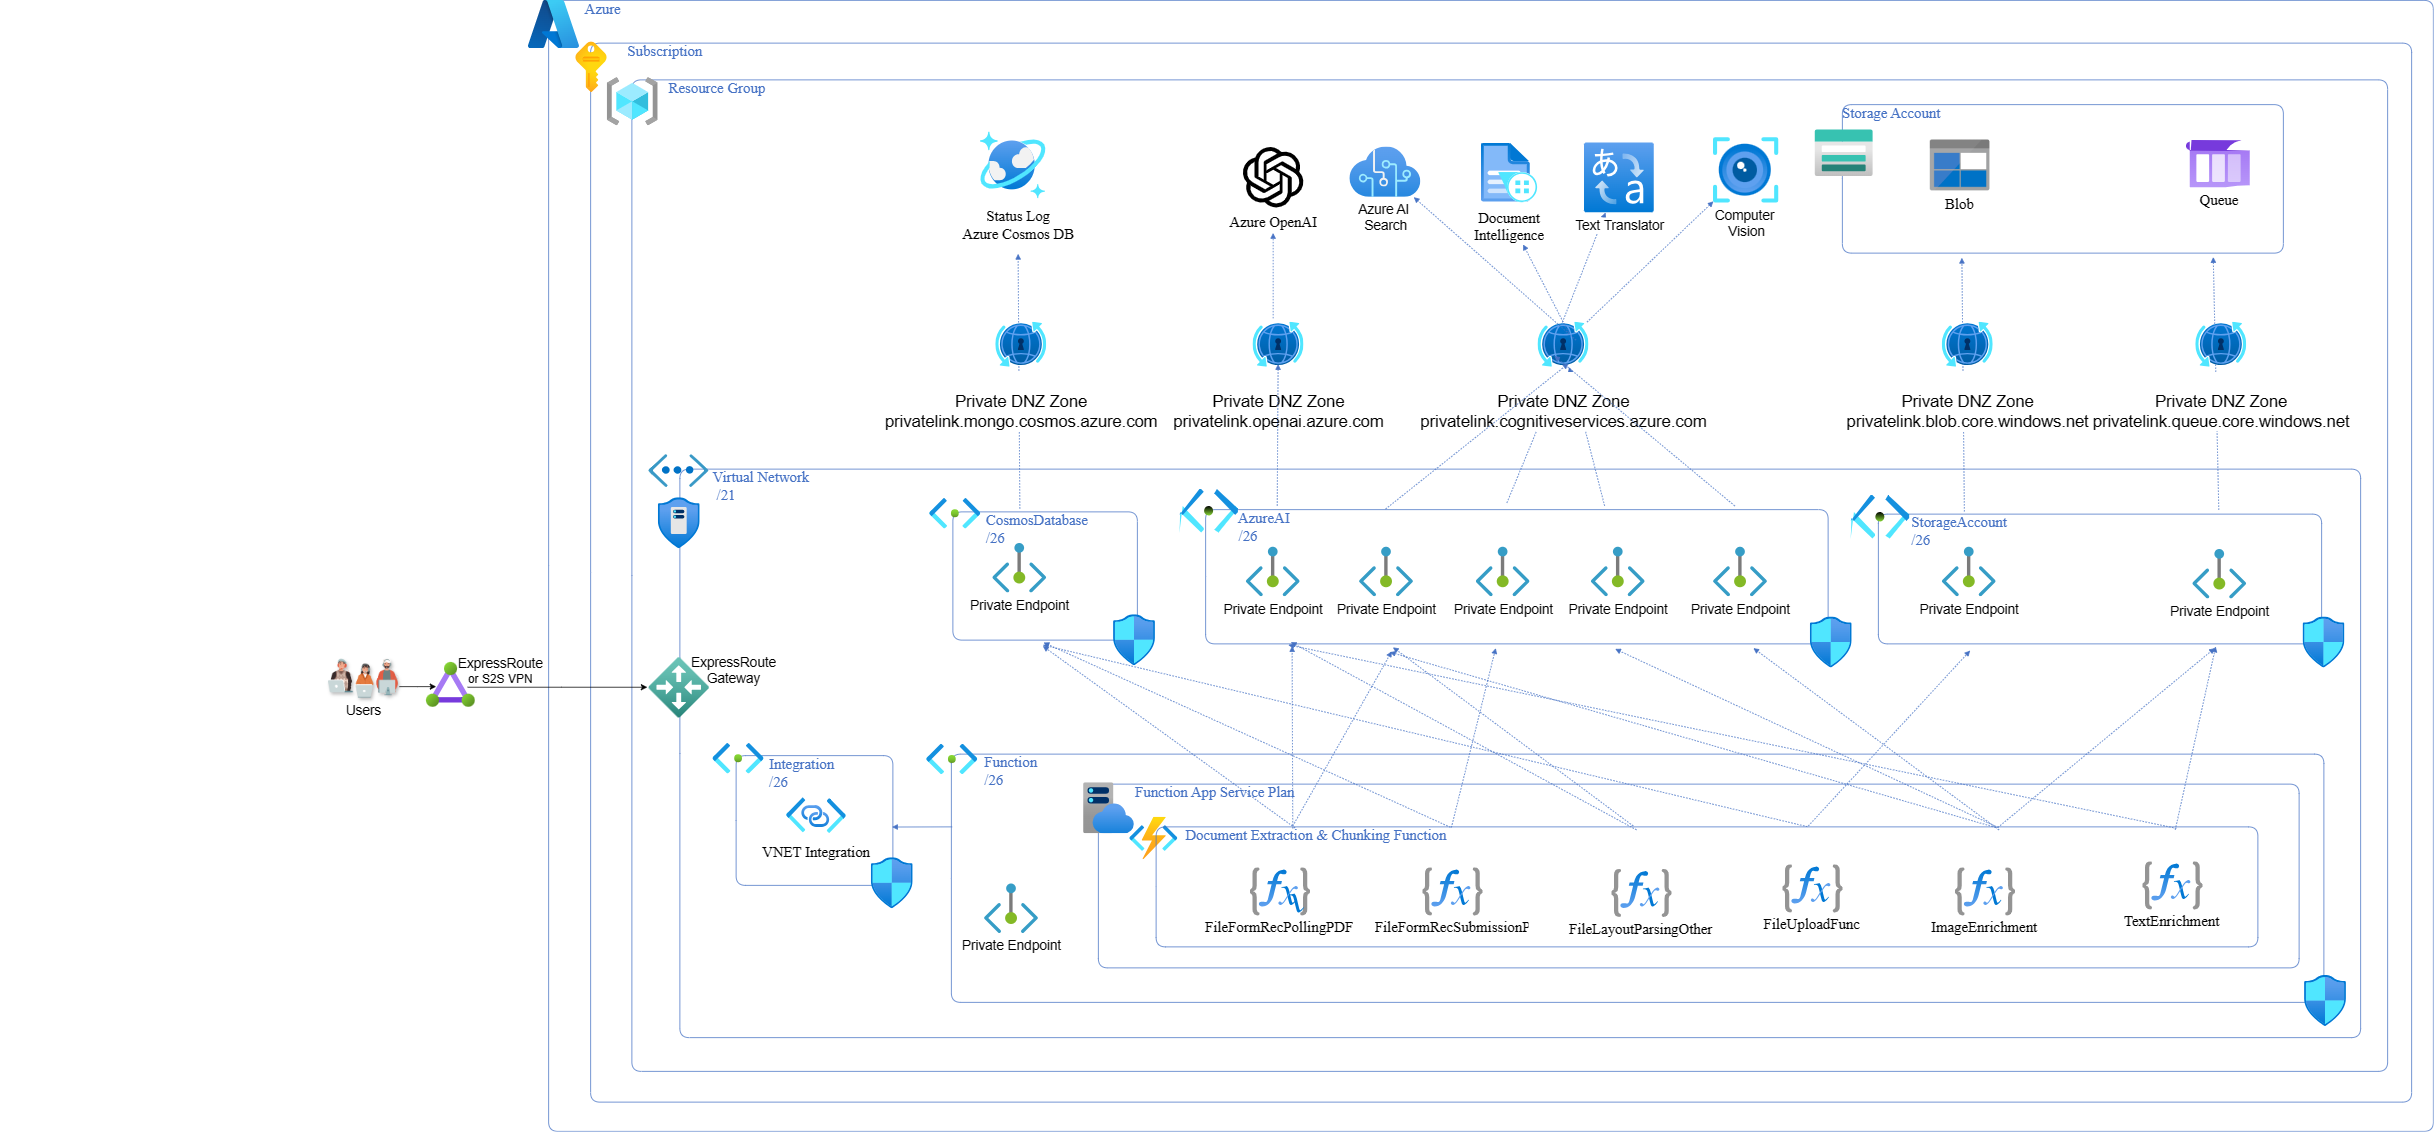 Azure
Subscription
Resource Group
Storage Account
Status Log
Azure Cosmos DB
Azure OpenAI
Azure AI
Search
Document
Intelligence
Text Translator
Computer
Vision
Blob
Queue
Private DNZ Zone
privatelink.mongo.cosmos.azure.com
Private DNZ Zone
privatelink.openai.azure.com
Private DNZ Zone
privatelink.cognitiveservices.azure.com
Private DNZ Zone
privatelink.blob.core.windows.net
Private DNZ Zone
privatelink.queue.core.windows.net
Virtual Network
/21
CosmosDatabase
/26
Private Endpoint
AzureAI
/26
Private Endpoint
Private Endpoint
Private Endpoint
Private Endpoint
Private Endpoint
StorageAccount
/26
Private Endpoint
Private Endpoint
Users
ExpressRoute
or S2S VPN
ExpressRoute
Gateway
Integration
/26
VNET Integration
Function
/26
Private Endpoint
Function App Service Plan
Document Extraction & Chunking Function
FileFormRecPollingPDF
FileFormRecSubmissionP
FileLayoutParsingOther
FileUploadFunc
ImageEnrichment
TextEnrichment